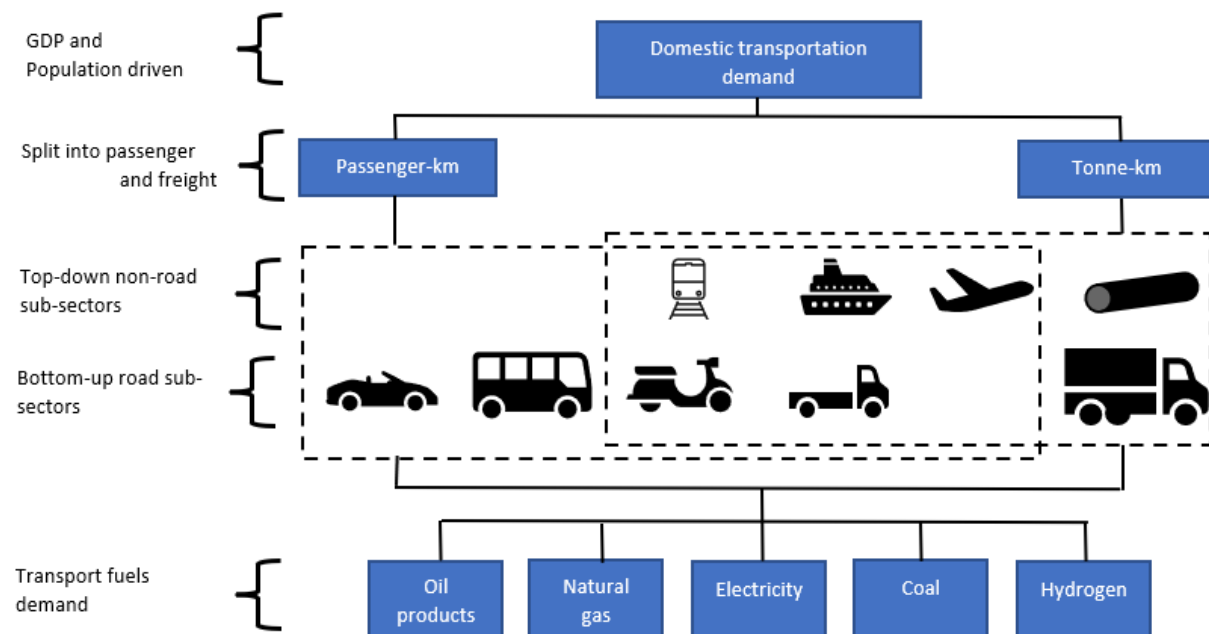 GDP and
Population driven
Domestic transportation
demand
Split into passenger
and freight
Passenger-km
Tonne-km
Top-down non-road
sub-sectors
Bottom-up road sub-
sectors
Transport fuels
demand
Oil
products
Natural
gas
Electricity
Coal
Hydrogen